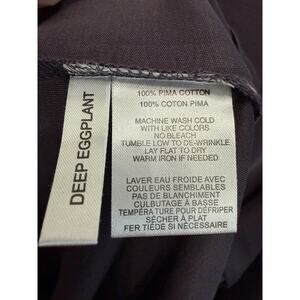 DEEP EGGPLANT
100% PIMA COTTON
100% COTON PIMA
MACHINE WASH COLD
WITH LIKE COLORS
NO BLEACH
TUMBLE LOW TO DE-WRINKLE
LAY FLAT TO DRY
WARM IRON IF NEEDED
LAVER EAU FROIDE AVEC
COULEURS SEMBLABLES
PAS DE BLANCHIMENT
CULBUTAGE À BASSE
TEMPÉRATURE POUR DÉFRIPER
SÉCHER À PLAT
FER TIÈDE SI NÉCESSAIRE